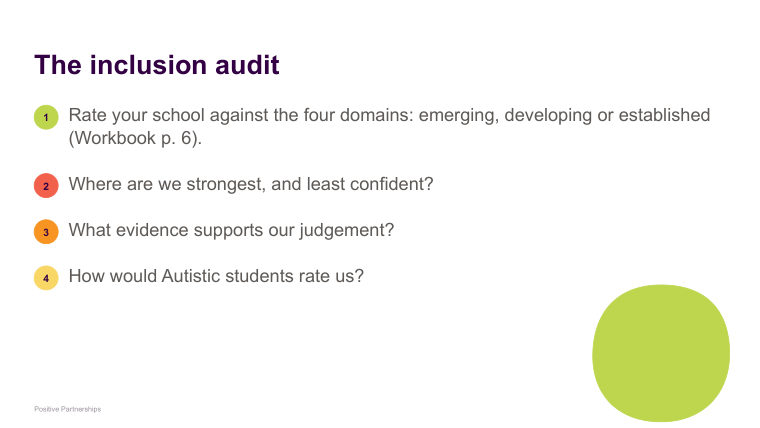 The inclusion audit
1 Rate your school against the four domains: emerging, developing or established
(Workbook p. 6).
2 Where are we strongest, and least confident?
3 What evidence supports our judgement?
4 How would Autistic students rate us?
Positive Partnerships